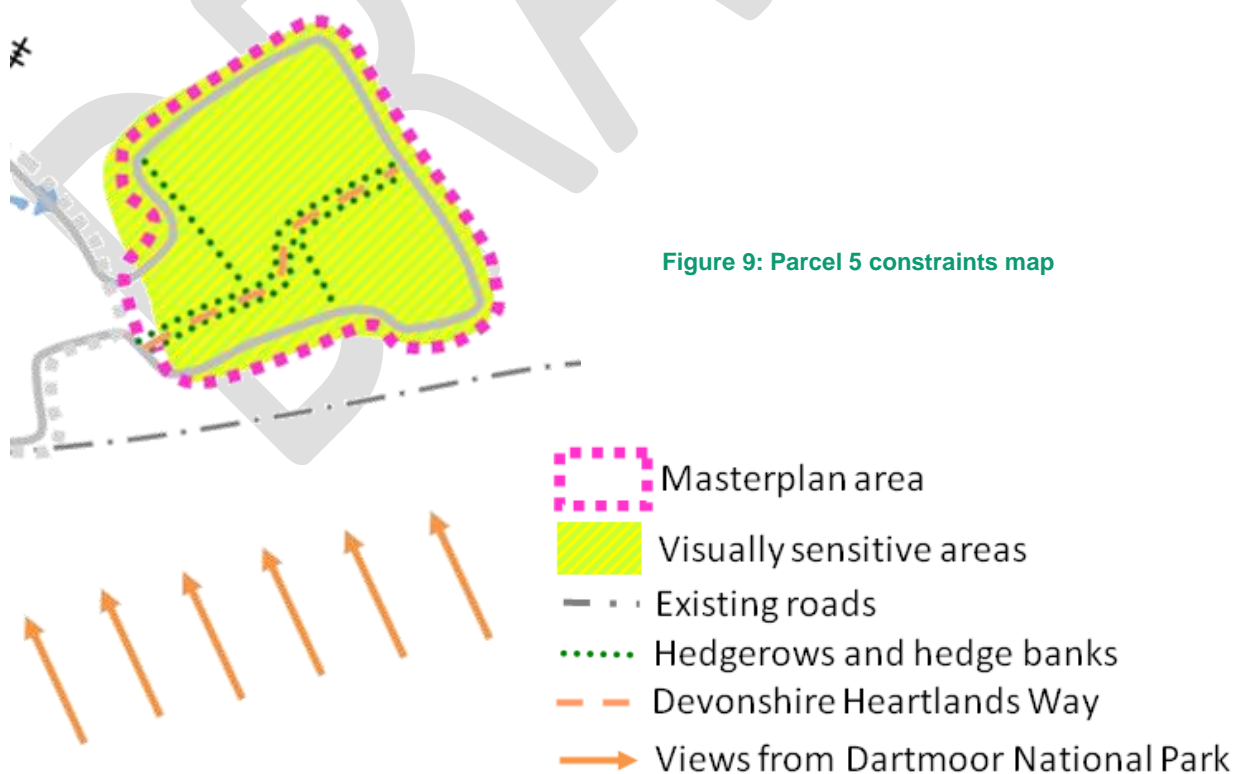 Figure 9: Parcel 5 constraints map
Masterplan area
Visually sensitive areas
Existing roads
Hedgerows and hedge banks
Devonshire Heartlands Way
Views from Dartmoor National Park